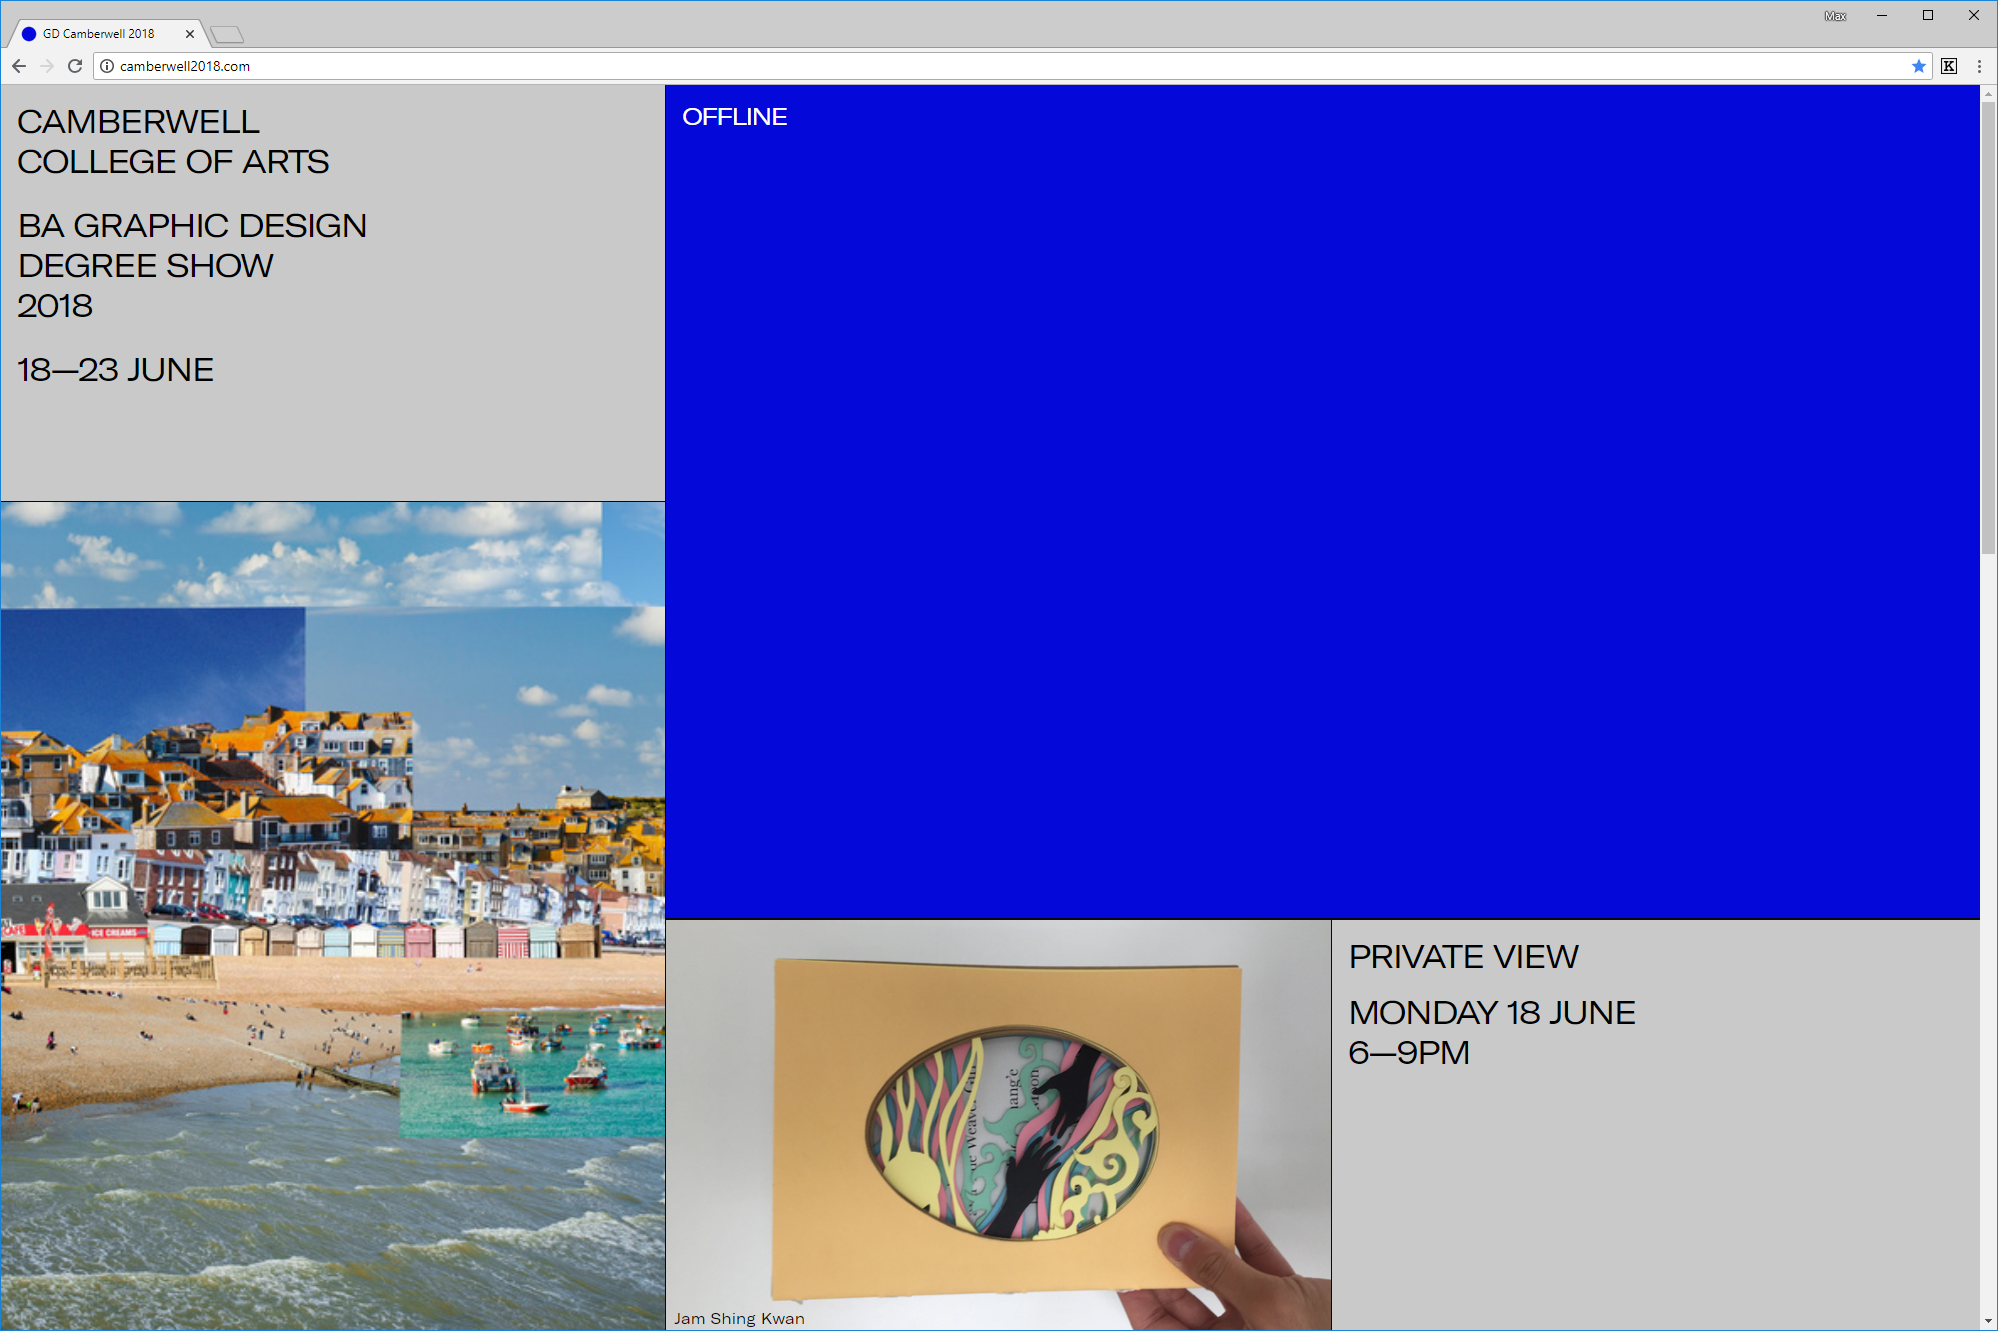 Max
GD Camberwell 2018
camberwell2018.com
K
CAMBERWELL
COLLEGE OF ARTS
BA GRAPHIC DESIGN
DEGREE SHOW
2018
18—23 JUNE
OFFLINE
CAFE
ICE CREAMS
PRIVATE VIEW
MONDAY 18 JUNE
6—9PM
Jam Shing Kwan